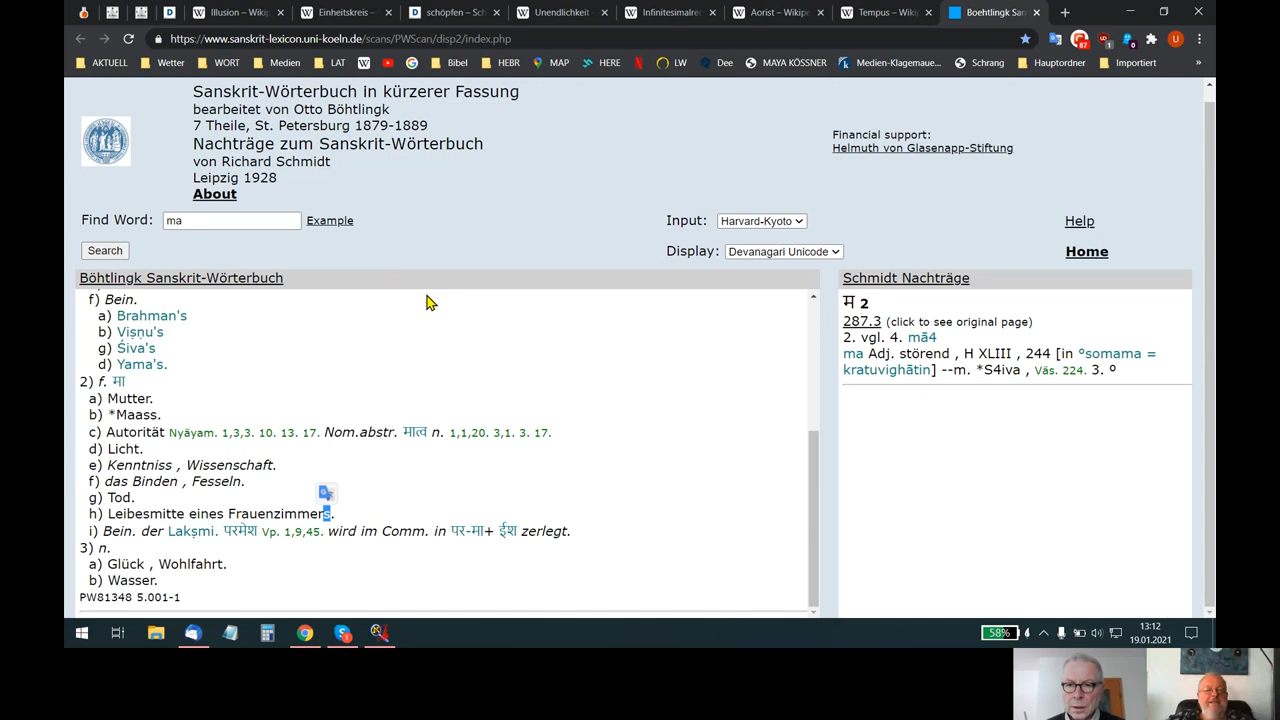 Illusion – Wikip
Einheitskreis –
schöpfen – Sch
Unendlichkeit –
Infinitesimalrec
Aorist – Wikipe
Tempus – Wiki
Boehtlingk San
https://www.sanskrit-lexicon.uni-koeln.de/scans/PWScan/disp2/index.php
87
1
0
U
AKTUELL
Wetter
WORT
Medien
LAT
Bibel
HEBR
MAP
HERE
LW
Dee
MAYA KÖSSNER
Medien-Klagemaue...
Schrang
Hauptordner
Importiert
»
Sanskrit-Wörterbuch in kürzerer Fassung
bearbeitet von Otto Böhtlingk
7 Theile, St. Petersburg 1879-1889
Nachträge zum Sanskrit-Wörterbuch
von Richard Schmidt
Leipzig 1928
About
Financial support:
Helmuth von Glasenapp-Stiftung
Find Word: ma Example
Input: Harvard-Kyoto
Help
Search
Display: Devanagari Unicode
Home
Böhtlingk Sanskrit-Wörterbuch
f) Bein.
a) Brahman's
b) Viṣṇu's
g) Śiva's
d) Yama's.
2) f. मा
a) Mutter.
b) *Maass.
c) Autorität Nyāyam. 1,3,3. 10. 13. 17. Nom.abstr. मात्व n. 1,1,20. 3,1. 3. 17.
d) Licht.
e) Kenntniss , Wissenschaft.
f) das Binden , Fesseln.
g) Tod.
h) Leibesmitte eines Frauenzimmers.
i) Bein. der Lakṣmi. परमेश Vp. 1,9,45. wird im Comm. in पर-मा+ ईश zerlegt.
3) n.
a) Glück , Wohlfahrt.
b) Wasser.
PW81348 5.001-1
Schmidt Nachträge
म 2
287.3 (click to see original page)
2. vgl. 4. mā4
ma Adj. störend , H XLIII , 244 [in °somama =
kratuvighātin] --m. *S4iva , Vās. 224. 3. º
58%
13:12
19.01.2021